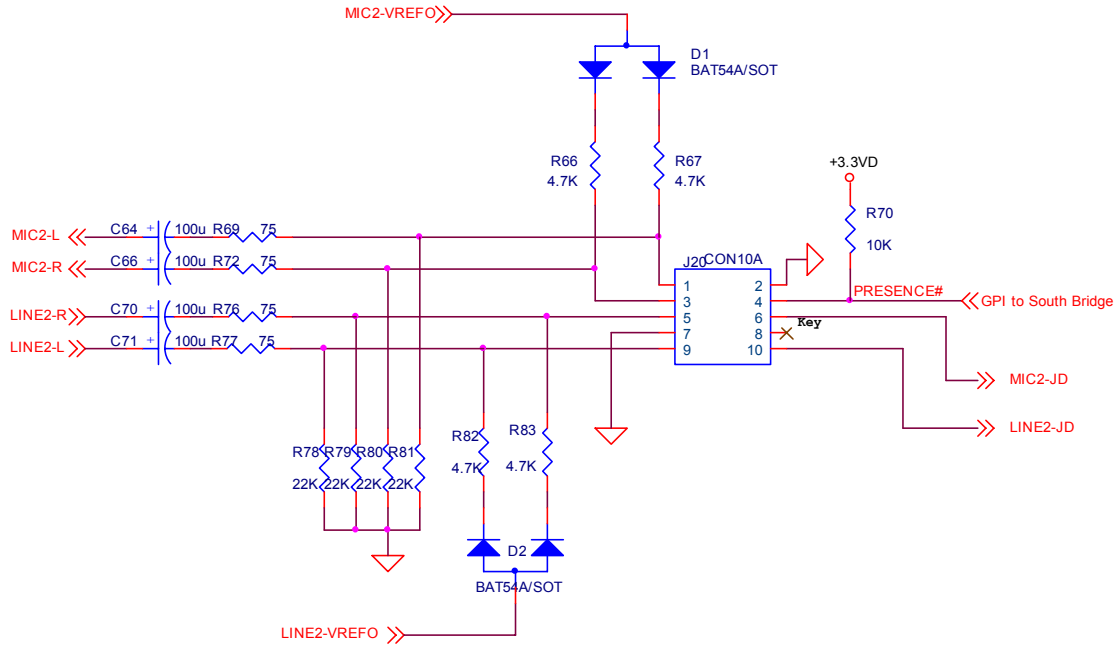 MIC2-VREFO
D1
BAT54A/SOT
R66
4.7K
R67
4.7K
+3.3VD
R70
10K
MIC2-L
C64
+
100u
R69
75
MIC2-R
C66
100u
R72
75
J20
CON10A
LINE2-R
C70
+
100u
R76
75
LINE2-L
C71
+
100u
R77
75
1
2
3
4
5
6
7
8
9
10
PRESENCE#
GPI to South Bridge
Key
MIC2-JD
LINE2-JD
R78
R79
R80
R81
22K
22K
22K
22K
R82
4.7K
R83
4.7K
D2
BAT54A/SOT
LINE2-VREFO